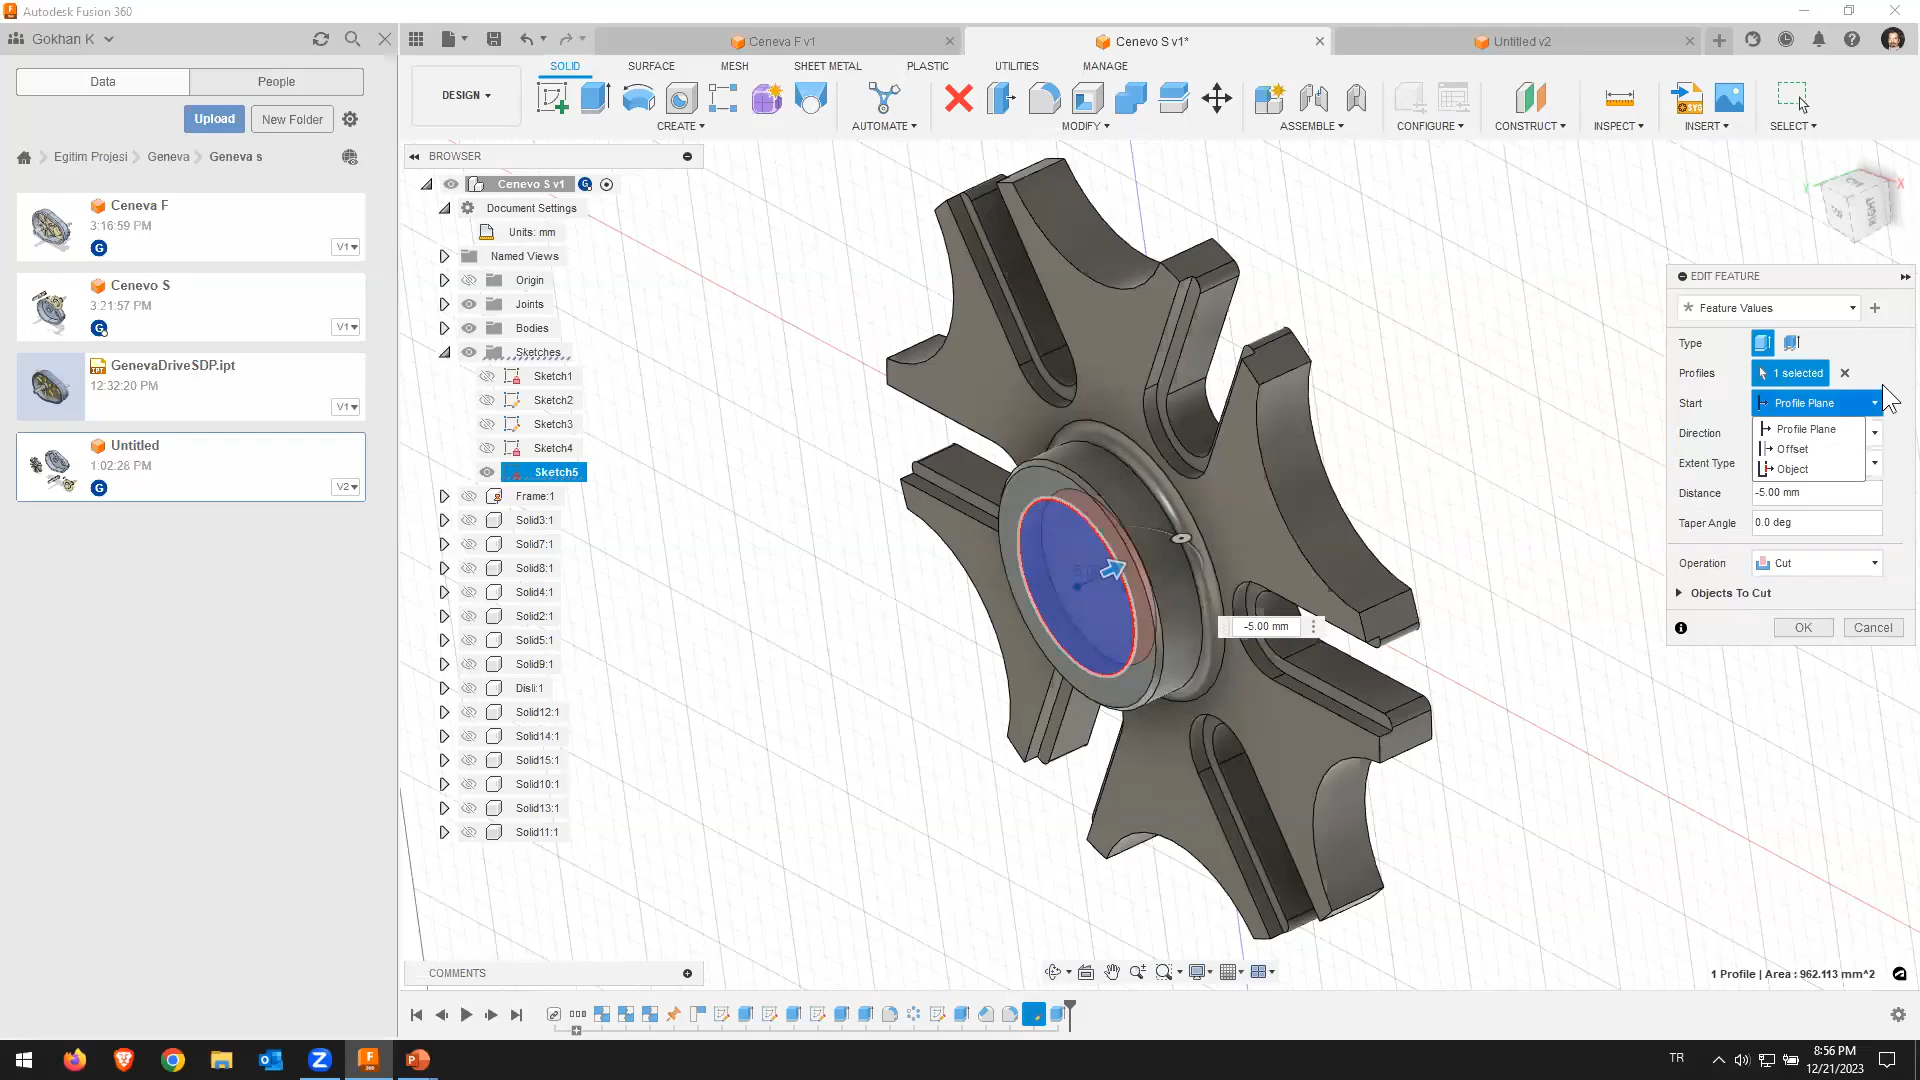 Autodesk Fusion 360
Gokhan K
Ceneva F v1
Cenevo S v1*
Untitled v2
Data
People
Upload
New Folder
Egitim Projesi
Geneva
Geneva s
Ceneva F
3:16:59 PM
V1
Cenevo S
3:21:57 PM
V1
GenevaDriveSDP.ipt
12:32:20 PM
V1
Untitled
1:02:28 PM
V2
SOLID
SURFACE
MESH
SHEET METAL
PLASTIC
UTILITIES
MANAGE
DESIGN
CREATE
AUTOMATE
MODIFY
ASSEMBLE
CONFIGURE
CONSTRUCT
INSPECT
INSERT
SELECT
BROWSER
Cenevo S v1
Document Settings
Units: mm
Named Views
Origin
Joints
Bodies
Sketches
Sketch1
Sketch2
Sketch3
Sketch4
Sketch5
Frame:1
Solid3:1
Solid7:1
Solid8:1
Solid4:1
Solid2:1
Solid5:1
Solid9:1
Disli:1
Solid12:1
Solid14:1
Solid15:1
Solid10:1
Solid13:1
Solid11:1
COMMENTS
RIGHT
X
-5.00 mm
EDIT FEATURE
Feature Values
Type
Profiles
1 selected
Start
Profile Plane
Profile Plane
Offset
Object
Direction
Extent Type
Distance
-5.00 mm
Taper Angle
0.0 deg
Operation
Cut
Objects To Cut
OK
Cancel
1 Profile | Area : 962.113 mm^2
TR
8:56 PM
12/21/2023